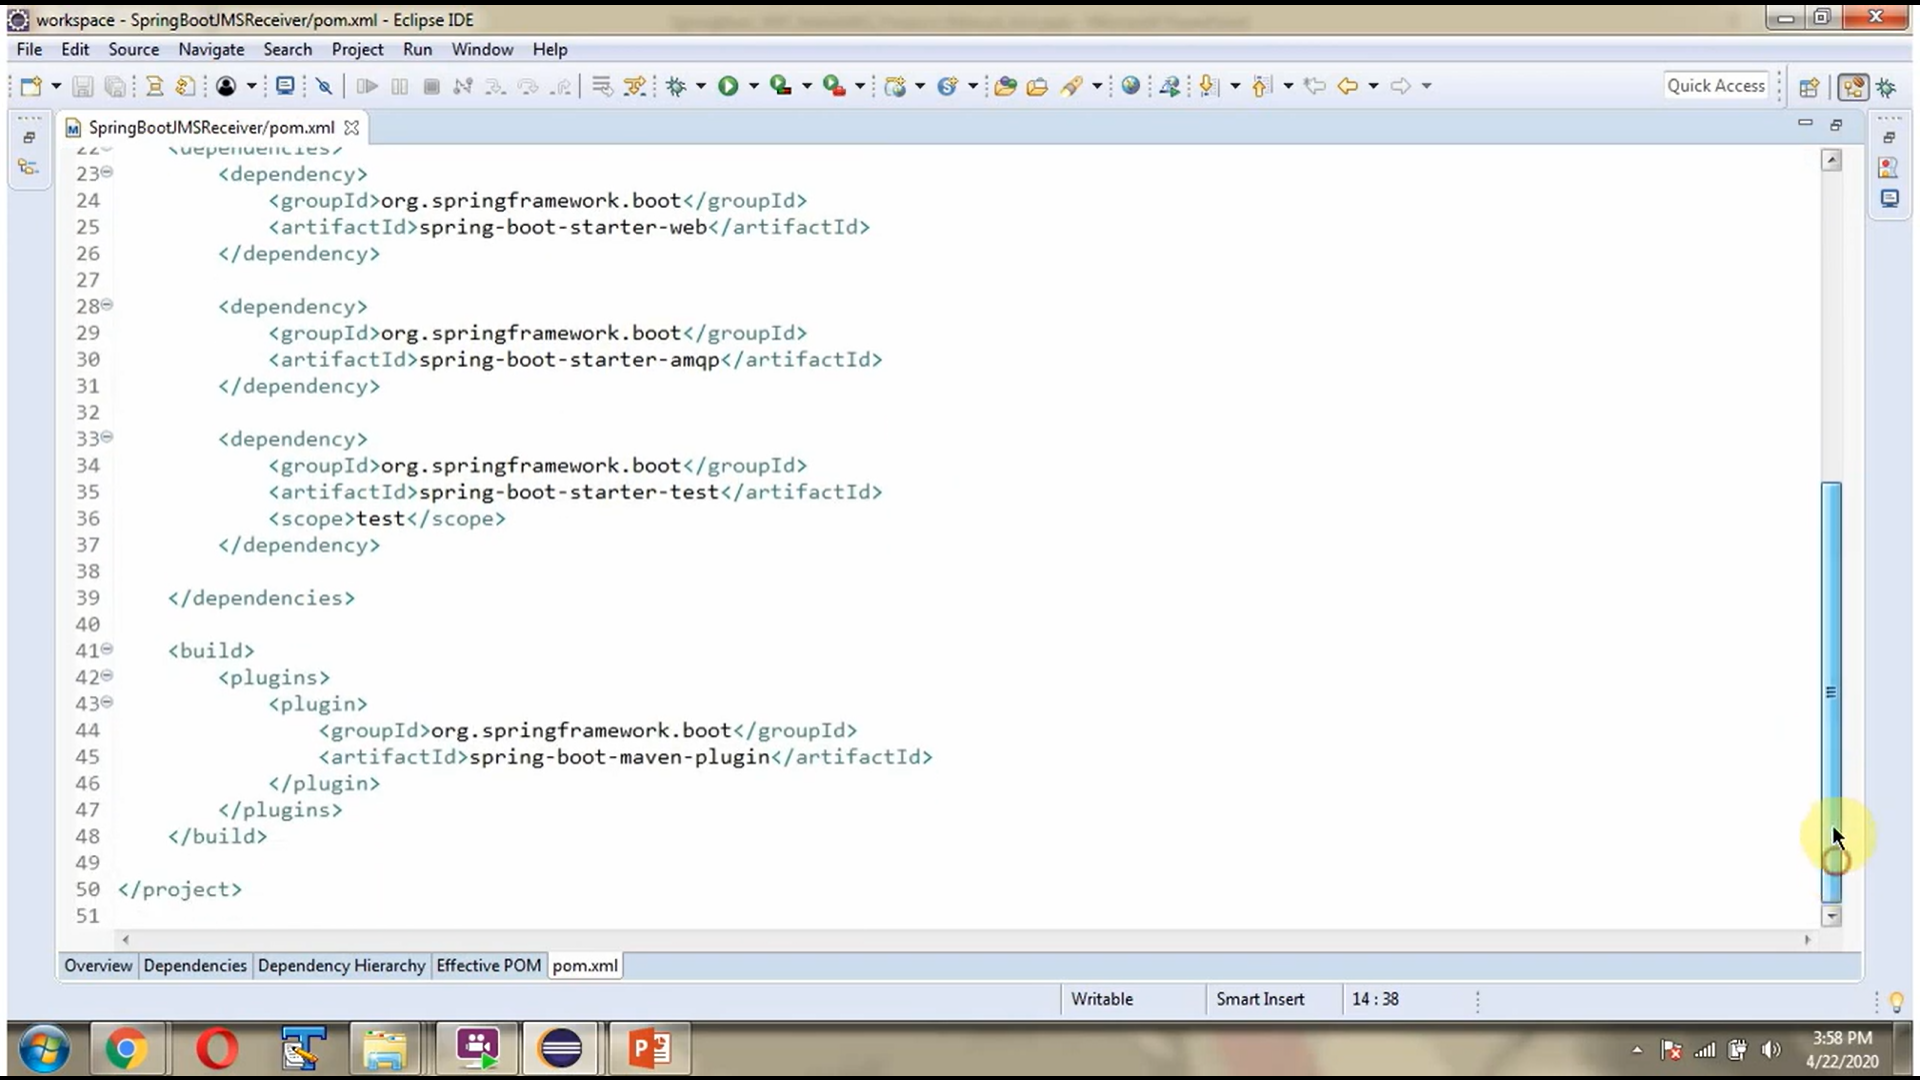 workspace - SpringBootJMSReceiver/pom.xml - Eclipse IDE
File Edit Source Navigate Search Project Run Window Help
Quick Access
SpringBootJMSReceiver/pom.xml
22 <dependencies>
23 <dependency>
24 <groupId>org.springframework.boot</groupId>
25 <artifactId>spring-boot-starter-web</artifactId>
26 </dependency>
27
28 <dependency>
29 <groupId>org.springframework.boot</groupId>
30 <artifactId>spring-boot-starter-amqp</artifactId>
31 </dependency>
32
33 <dependency>
34 <groupId>org.springframework.boot</groupId>
35 <artifactId>spring-boot-starter-test</artifactId>
36 <scope>test</scope>
37 </dependency>
38
39 </dependencies>
40
41 <build>
42 <plugins>
43 <plugin>
44 <groupId>org.springframework.boot</groupId>
45 <artifactId>spring-boot-maven-plugin</artifactId>
46 </plugin>
47 </plugins>
48 </build>
49
50 </project>
51
Overview Dependencies Dependency Hierarchy Effective POM pom.xml
Writable Smart Insert 14 : 38
3:58 PM
4/22/2020